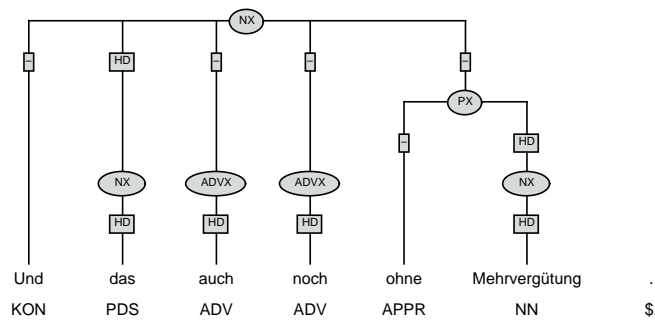 NX
– HD – – –
PX
– HD
NX ADVX ADVX NX
HD HD HD HD
Und das auch noch ohne Mehrvergütung .
KON PDS ADV ADV APPR NN $